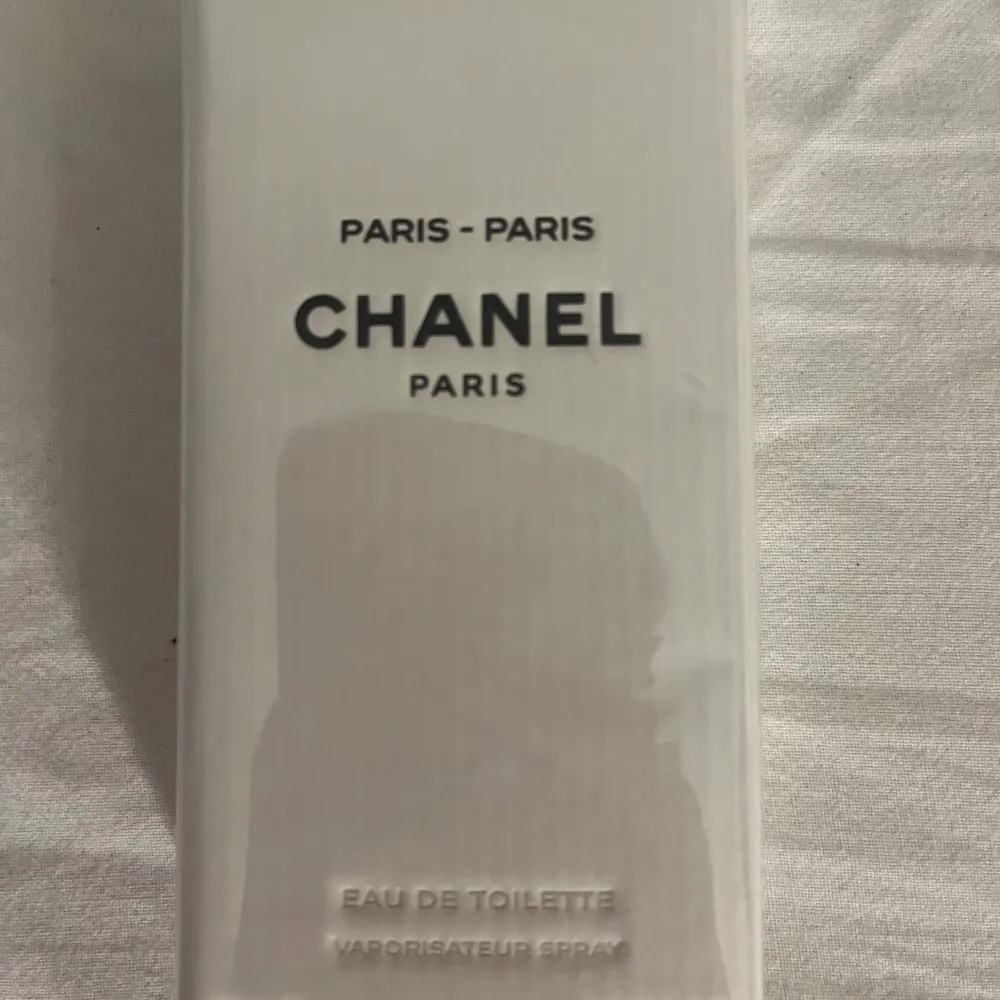 PARIS - PARIS
CHANEL
PARIS
EAU DE TOILETTE
VAPORISATEUR SPRAY